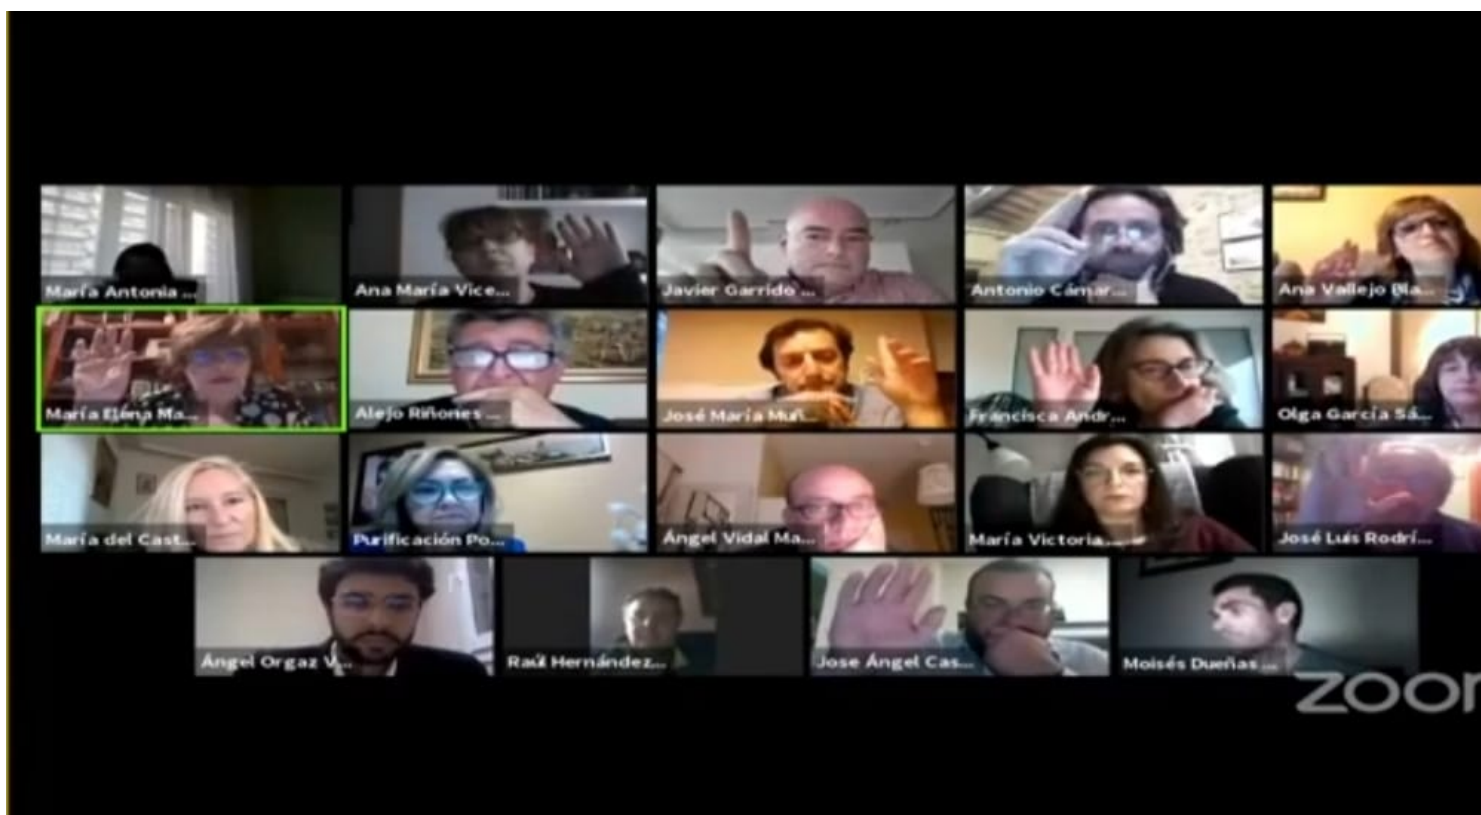 María Antonia ...
Ana María Vice...
Javier Garrido ...
Antonio Cámar...
Ana Vallejo Bla...
María Elena Ma...
Alejo Riñones ...
José María Muñ...
Francisca Andr...
Olga García Sá...
María del Cast...
Purificación Po...
Ángel Vidal Ma...
María Victoria ...
José Luis Rodrí...
Ángel Orgaz V...
Raúl Hernández...
Jose Ángel Cas...
Moisés Dueñas ...
zoom